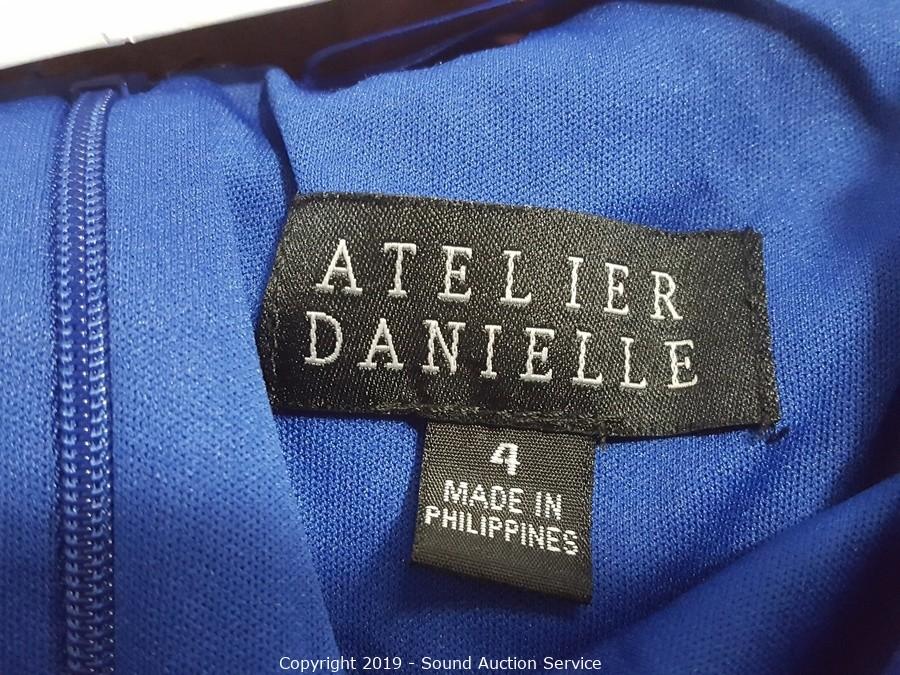 ATELIER
DANIELLE
4
MADE IN
PHILIPPINES
Copyright 2019 - Sound Auction Service